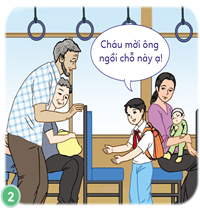 Cháu mời ông
ngồi chỗ này ạ!
2